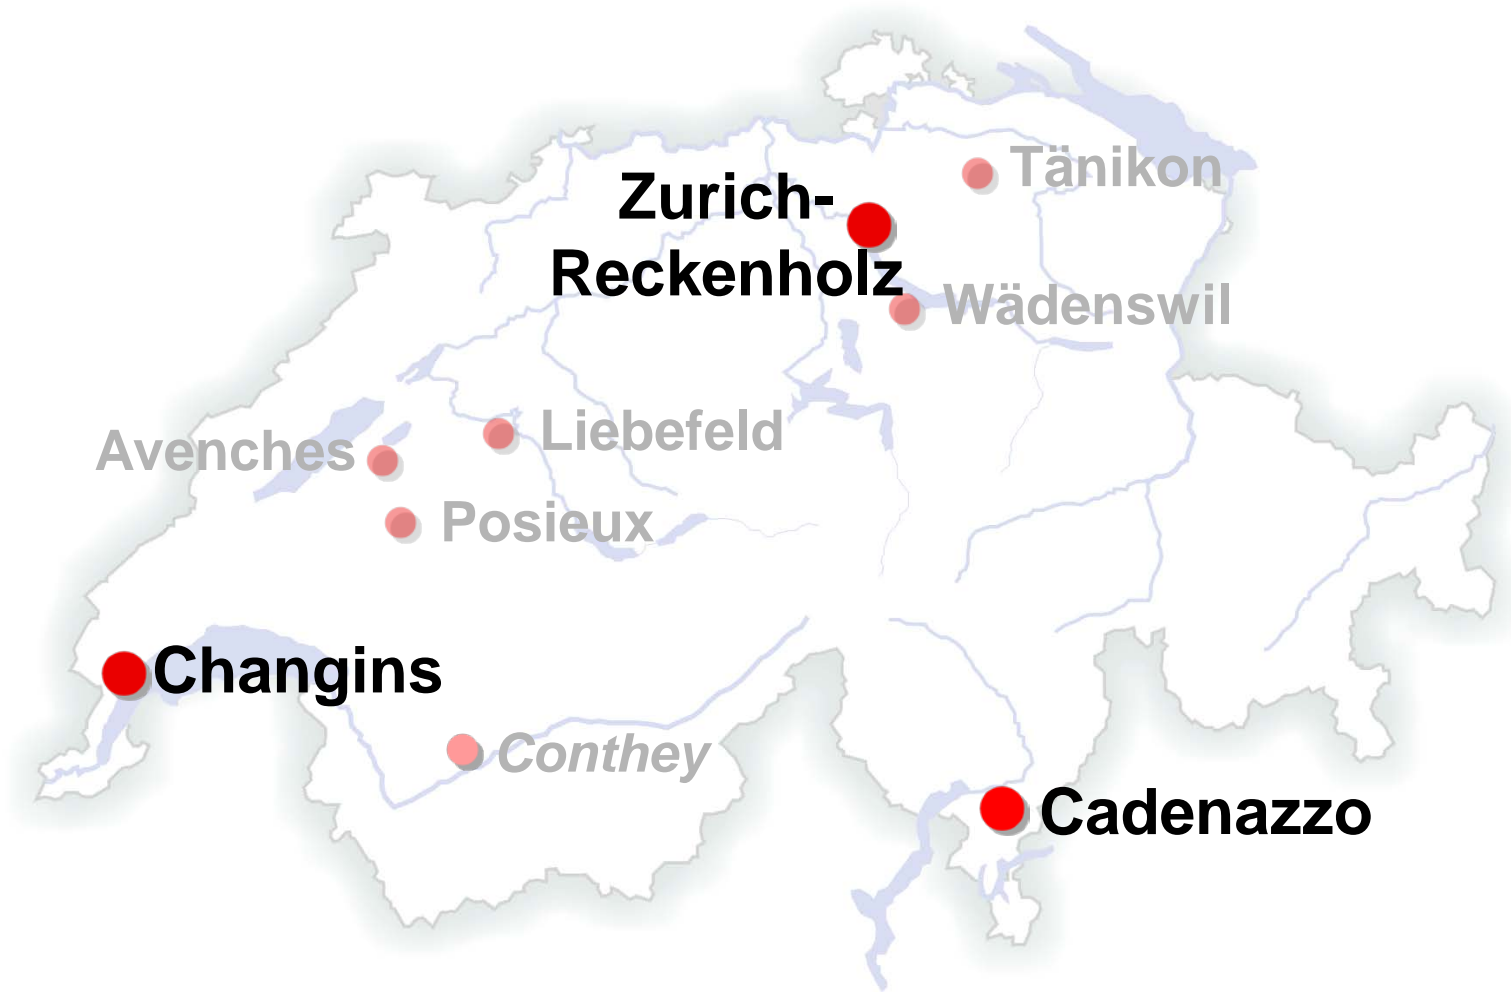 Tänikon
Zurich-
Reckenholz
Wädenswil
Liebefeld
Avenches
Posieux
Changins
Conthey
Cadenazzo